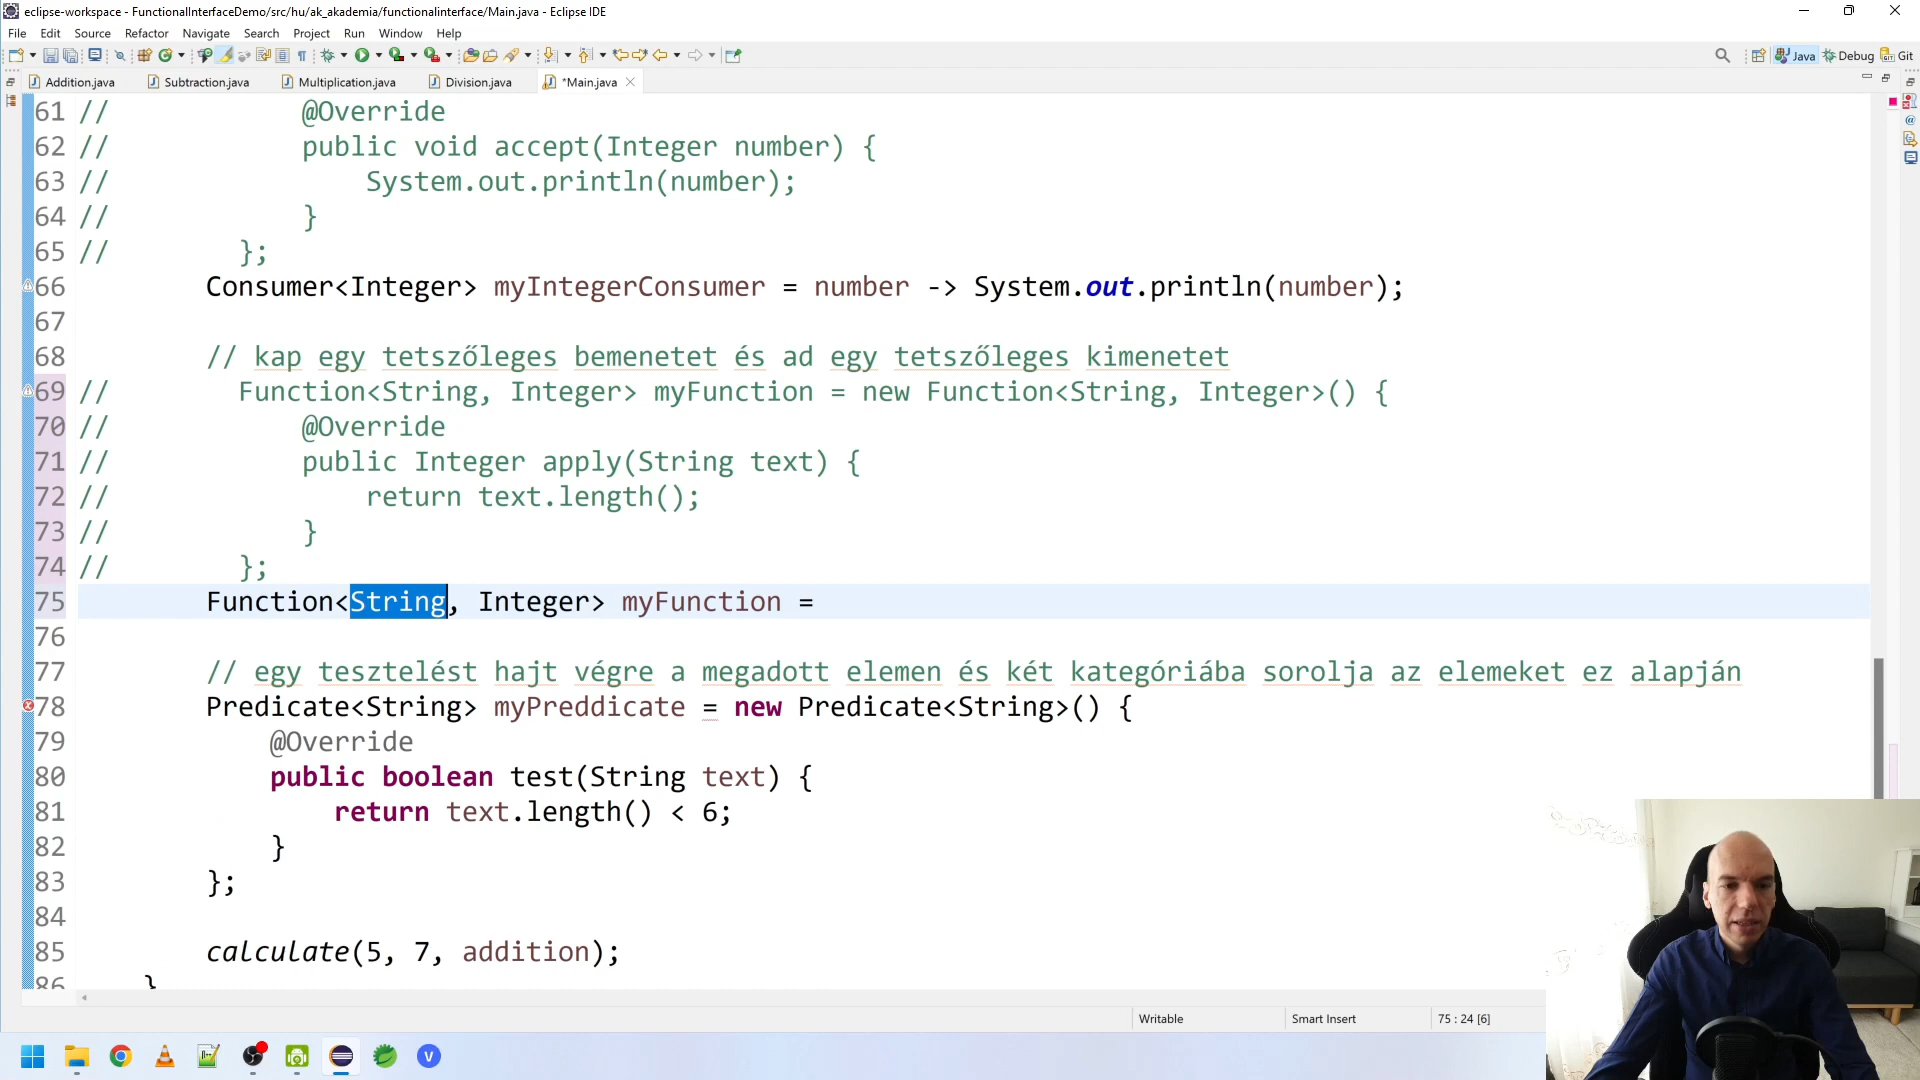 eclipse-workspace - FunctionalInterfaceDemo/src/hu/ak_akademia/functionalinterface/Main.java - Eclipse IDE
File Edit Source Refactor Navigate Search Project Run Window Help
Java Debug Git
Addition.java Subtraction.java Multiplication.java Division.java *Main.java
61 // @Override
62 // public void accept(Integer number) {
63 // System.out.println(number);
64 // }
65 // };
66 Consumer<Integer> myIntegerConsumer = number -> System.out.println(number);
67
68 // kap egy tetszőleges bemenetet és ad egy tetszőleges kimenetet
69 // Function<String, Integer> myFunction = new Function<String, Integer>() {
70 // @Override
71 // public Integer apply(String text) {
72 // return text.length();
73 // }
74 // };
75 Function<String, Integer> myFunction =
76
77 // egy tesztelést hajt végre a megadott elemen és két kategóriába sorolja az elemeket ez alapján
78 Predicate<String> myPreddicate = new Predicate<String>() {
79 @Override
80 public boolean test(String text) {
81 return text.length() < 6;
82 }
83 };
84
85 calculate(5, 7, addition);
86 }
Writable Smart Insert 75 : 24 [6]